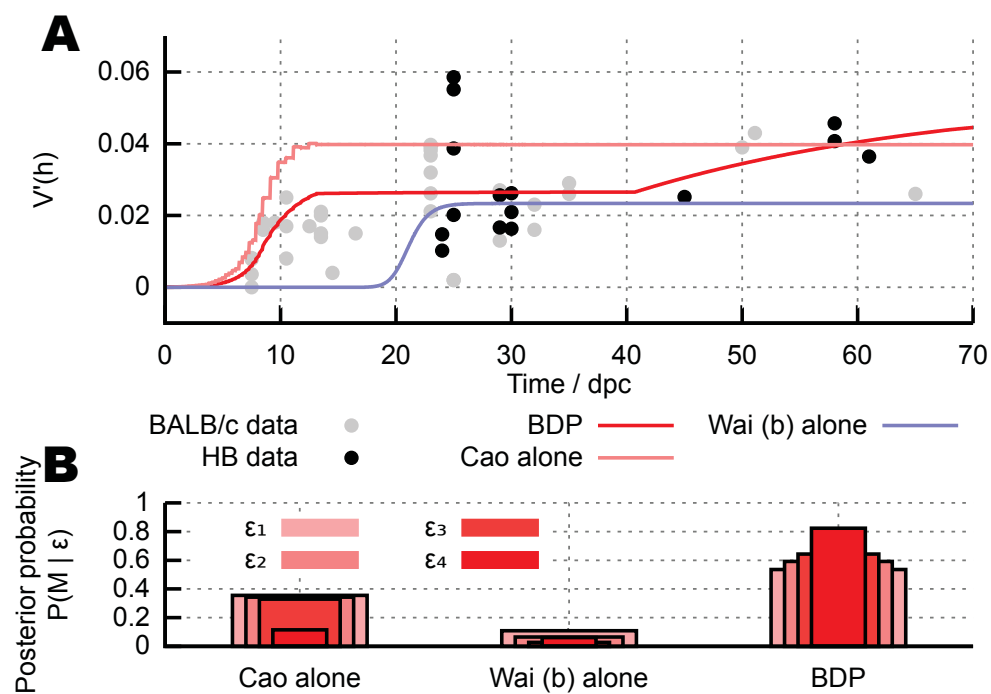 A
V'(h)
0.06
0.04
0.02
0
0 10 20 30 40 50 60 70
Time / dpc
BALB/c data BDP Wai (b) alone
HB data Cao alone
B
Posterior probability
P(M | ε)
1
0.8
0.6
0.4
0.2
0
ε1 ε3
ε2 ε4
Cao alone Wai (b) alone BDP